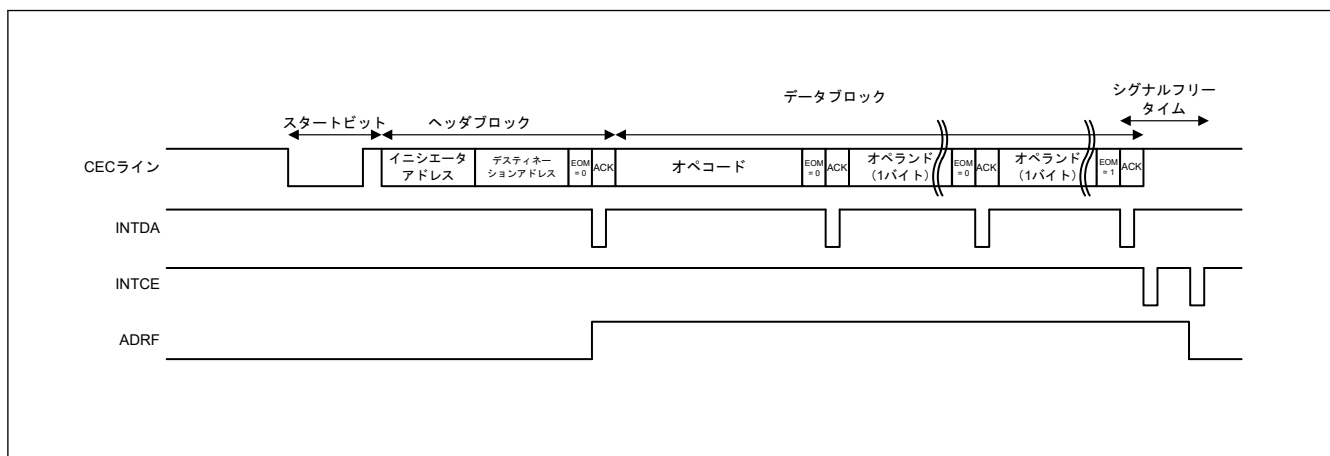 データブロック
シグナルフリー
タイム
スタートビット
ヘッダブロック
CECライン
イニシエータ
アドレス
デスティネー
ションアドレス
EOM
= 0
ACK
オペコード
EOM
= 0
ACK
オペランド
(1バイト)
EOM
= 0
ACK
オペランド
(1バイト)
EOM
= 1
ACK
INTDA
INTCE
ADRF